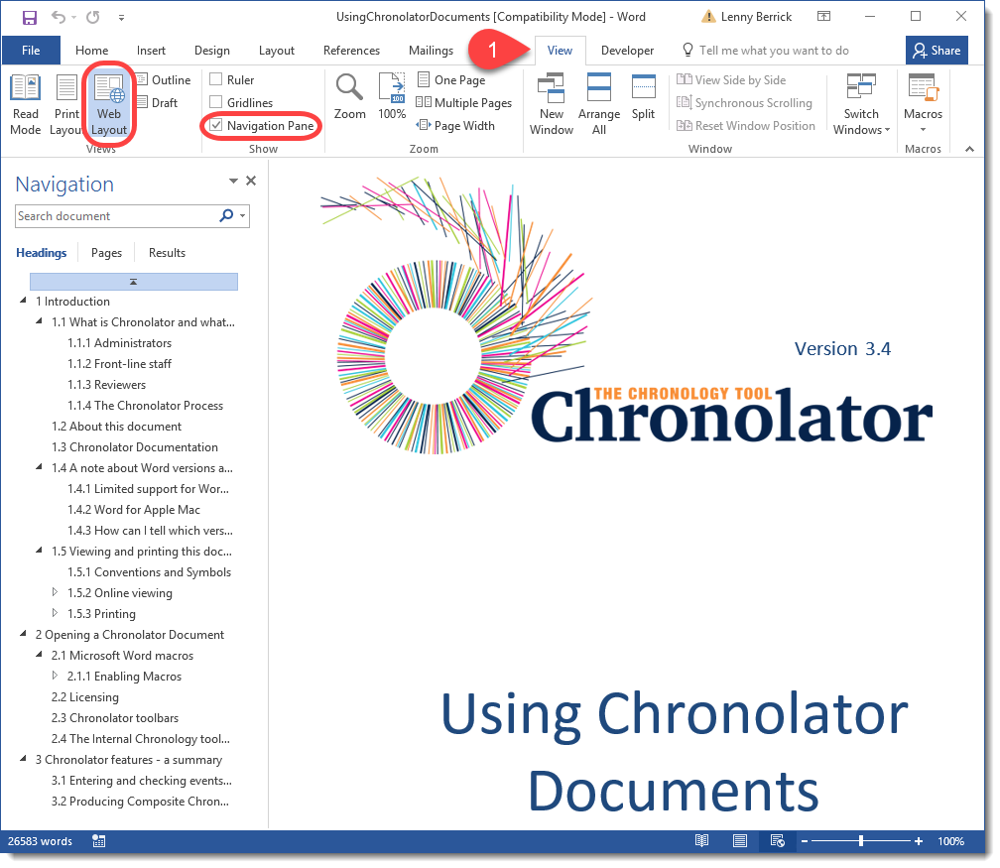 UsingChronolatorDocuments [Compatibility Mode] - Word
Lenny Berrick
File Home Insert Design Layout References Mailings 1 View Developer Tell me what you want to do Share
Read Mode
Print Layou
Web Layout
Outline
Draft
Views
Ruler
Gridlines
Navigation Pane
Show
Zoom
100%
100
One Page
Multiple Pages
Page Width
Zoom
New Window
Arrange All
Split
View Side by Side
Synchronous Scrolling
Reset Window Position
Window
Switch Windows
Macros
Macros
Navigation
Search document
Headings Pages Results
1 Introduction
1.1 What is Chronolator and what...
1.1.1 Administrators
1.1.2 Front-line staff
1.1.3 Reviewers
1.1.4 The Chronolator Process
1.2 About this document
1.3 Chronolator Documentation
1.4 A note about Word versions a...
1.4.1 Limited support for Wor...
1.4.2 Word for Apple Mac
1.4.3 How can I tell which vers...
1.5 Viewing and printing this doc...
1.5.1 Conventions and Symbols
1.5.2 Online viewing
1.5.3 Printing
2 Opening a Chronolator Document
2.1 Microsoft Word macros
2.1.1 Enabling Macros
2.2 Licensing
2.3 Chronolator toolbars
2.4 The Internal Chronology tool...
3 Chronolator features - a summary
3.1 Entering and checking events...
3.2 Producing Composite Chron...
Version 3.4
THE CHRONOLOGY TOOL
Chronolator
Using Chronolator
Documents
26583 words
100%